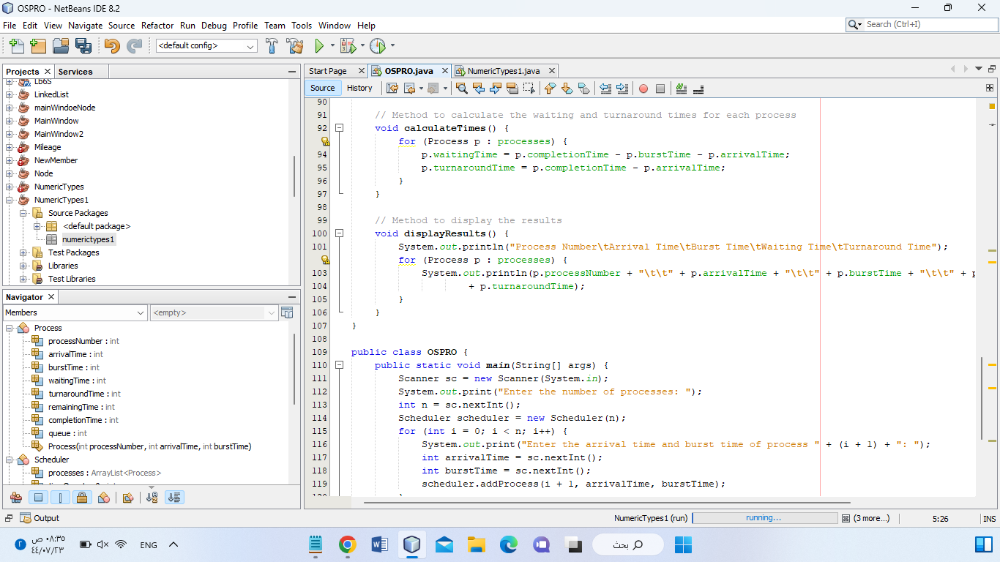 OSPRO - NetBeans IDE 8.2
File Edit View Navigate Source Refactor Run Debug Profile Team Tools Window Help
Search (Ctrl+I)
<default config>
Projects Services
Lb6S
LinkedList
mainWindoeNode
MainWindow
MainWindow2
Mileage
NewMember
Node
NumericTypes
NumericTypes1
Source Packages
<default package>
numerictypes1
Test Packages
Libraries
Test Libraries
Navigator
Members <empty>
Process
processNumber : int
arrivalTime : int
burstTime : int
waitingTime : int
turnaroundTime : int
remainingTime : int
completionTime : int
queue : int
Process(int processNumber, int arrivalTime, int burstTime)
Scheduler
processes : ArrayList<Process>
Start Page OSPRO.java NumericTypes1.java
Source History
90
91 // Method to calculate the waiting and turnaround times for each process
92 void calculateTimes() {
for (Process p : processes) {
94 p.waitingTime = p.completionTime - p.burstTime - p.arrivalTime;
95 p.turnaroundTime = p.completionTime - p.arrivalTime;
96 }
97 }
98
99 // Method to display the results
100 void displayResults() {
101 System.out.println("Process Number\tArrival Time\tBurst Time\tWaiting Time\tTurnaround Time");
for (Process p : processes) {
103 System.out.println(p.processNumber + "\t\t" + p.arrivalTime + "\t\t" + p.burstTime + "\t\t" + p
104 + p.turnaroundTime);
105 }
106 }
107 }
108
109 public class OSPRO {
110 public static void main(String[] args) {
111 Scanner sc = new Scanner(System.in);
112 System.out.print("Enter the number of processes: ");
113 int n = sc.nextInt();
114 Scheduler scheduler = new Scheduler(n);
115 for (int i = 0; i < n; i++) {
116 System.out.print("Enter the arrival time and burst time of process " + (i + 1) + ": ");
117 int arrivalTime = sc.nextInt();
118 int burstTime = sc.nextInt();
119 scheduler.addProcess(i + 1, arrivalTime, burstTime);
Output
NumericTypes1 (run) running... (3 more...) 5:26 INS
٠٨:٣٥ ص
٤٤/٠٧/٢٣
ENG
بحث